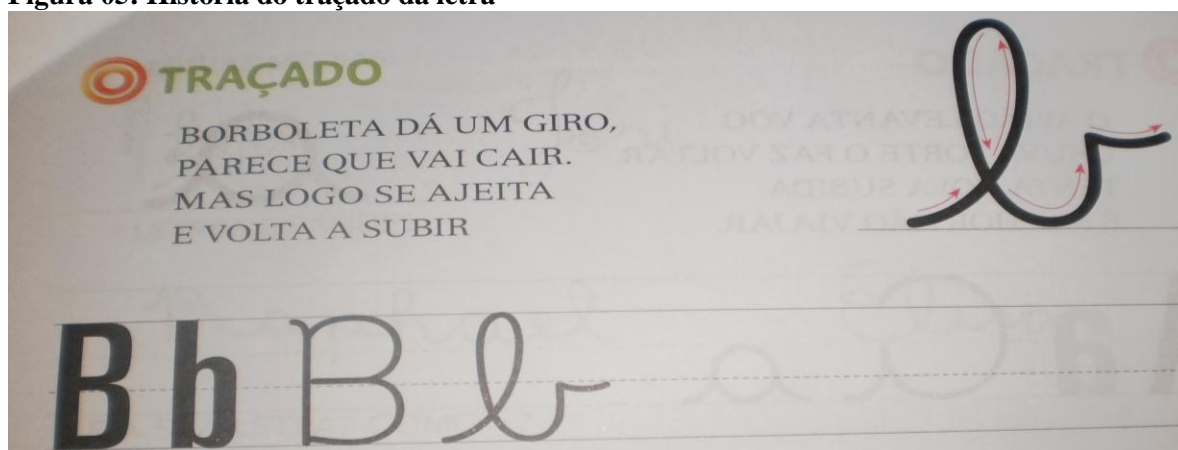 Figura 05: História do traçado da letra
TRAÇADO
BORBOLETA DÁ UM GIRO,
PARECE QUE VAI CAIR.
MAS LOGO SE AJEITA
E VOLTA A SUBIR
b
B b B b